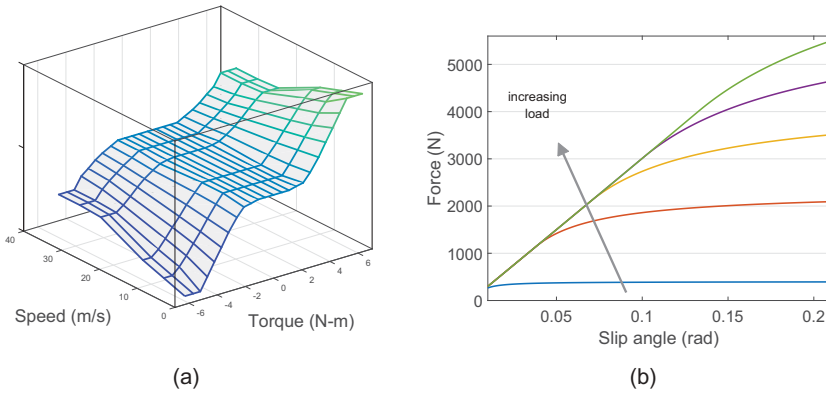 40
30
20
10
0
Speed (m/s)
-6
-4
-2
0
2
4
6
Torque (N-m)
(a)
5000
4000
3000
2000
1000
0
Force (N)
increasing
load
0.05
0.1
0.15
0.2
Slip angle (rad)
(b)